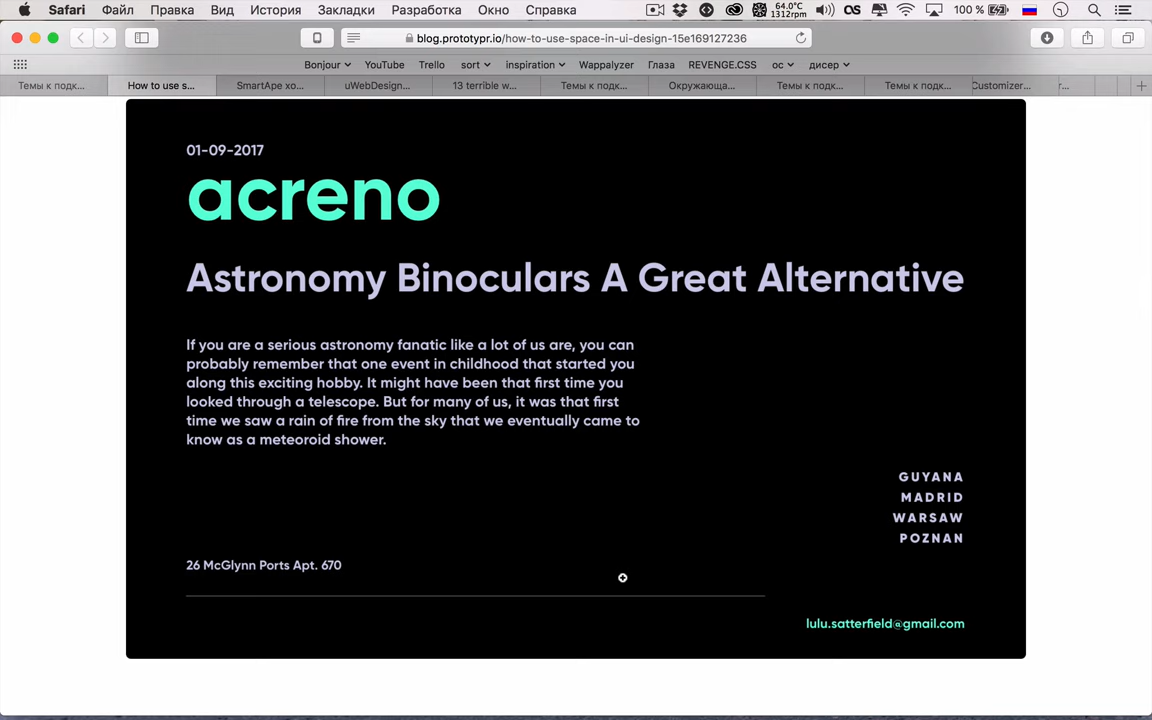 Safari Файл Правка Вид История Закладки Разработка Окно Справка 64.0°C 1312rpm 100 %
blog.prototypr.io/how-to-use-space-in-ui-design-15e169127236
Bonjour YouTube Trello sort inspiration Wappalyzer Глаза REVENGE.CSS ос дисер
Темы к подк... How to use s... SmartApe хо... uWebDesign... 13 terrible w... Темы к подк... Окружающа... Темы к подк... Темы к подк... Customizer...
01-09-2017
acreno
Astronomy Binoculars A Great Alternative
If you are a serious astronomy fanatic like a lot of us are, you can
probably remember that one event in childhood that started you
along this exciting hobby. It might have been that first time you
looked through a telescope. But for many of us, it was that first
time we saw a rain of fire from the sky that we eventually came to
know as a meteoroid shower.
GUYANA
MADRID
WARSAW
POZNAN
26 McGlynn Ports Apt. 670
lulu.satterfield@gmail.com